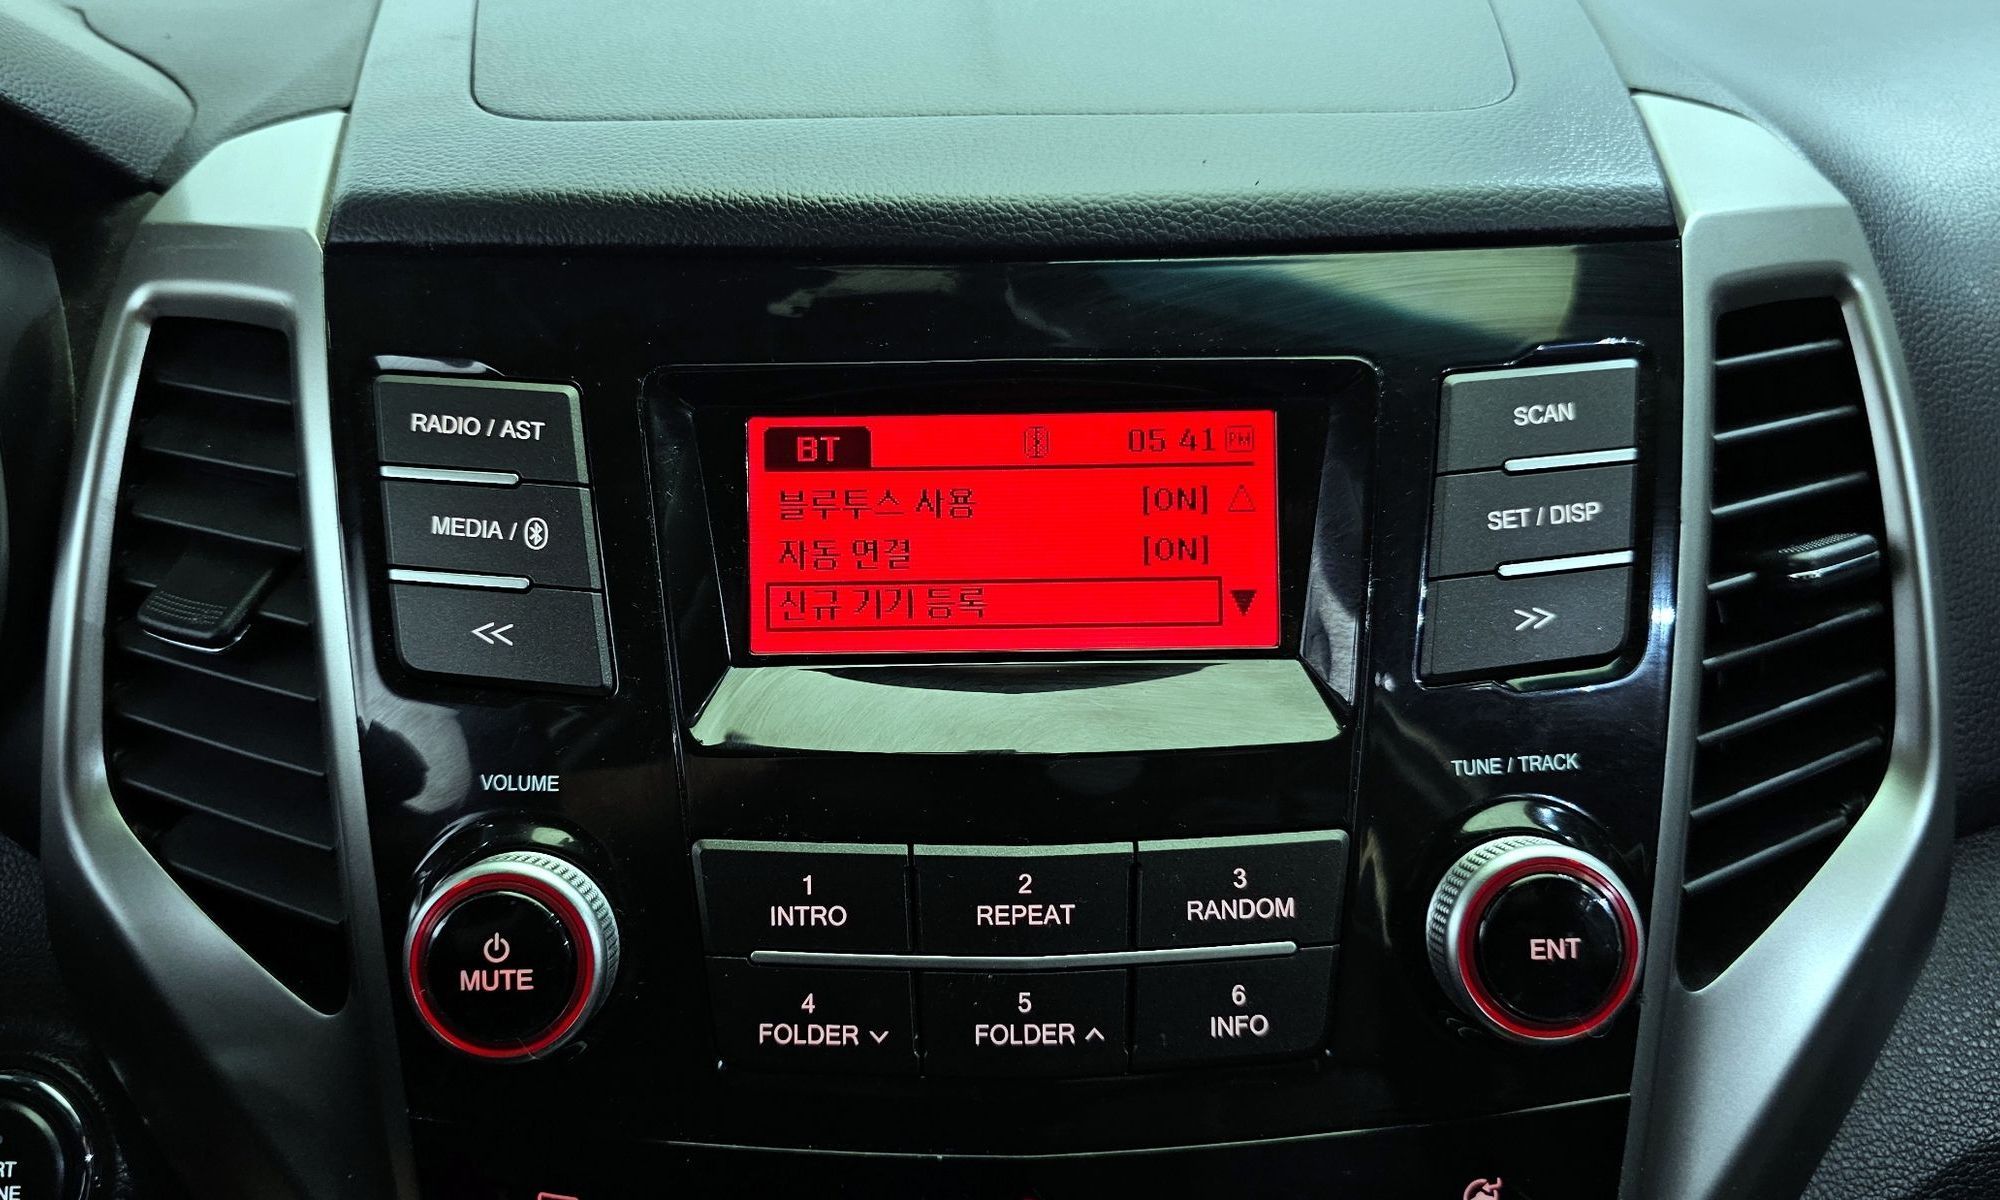 BT 05 41 PM
블루투스 사용 [ON]
자동 연결 [ON]
신규 기기 등록
RADIO / AST
MEDIA /
SCAN
SET / DISP
VOLUME
TUNE / TRACK
MUTE
1
INTRO
2
REPEAT
3
RANDOM
4
FOLDER
5
FOLDER
6
INFO
ENT